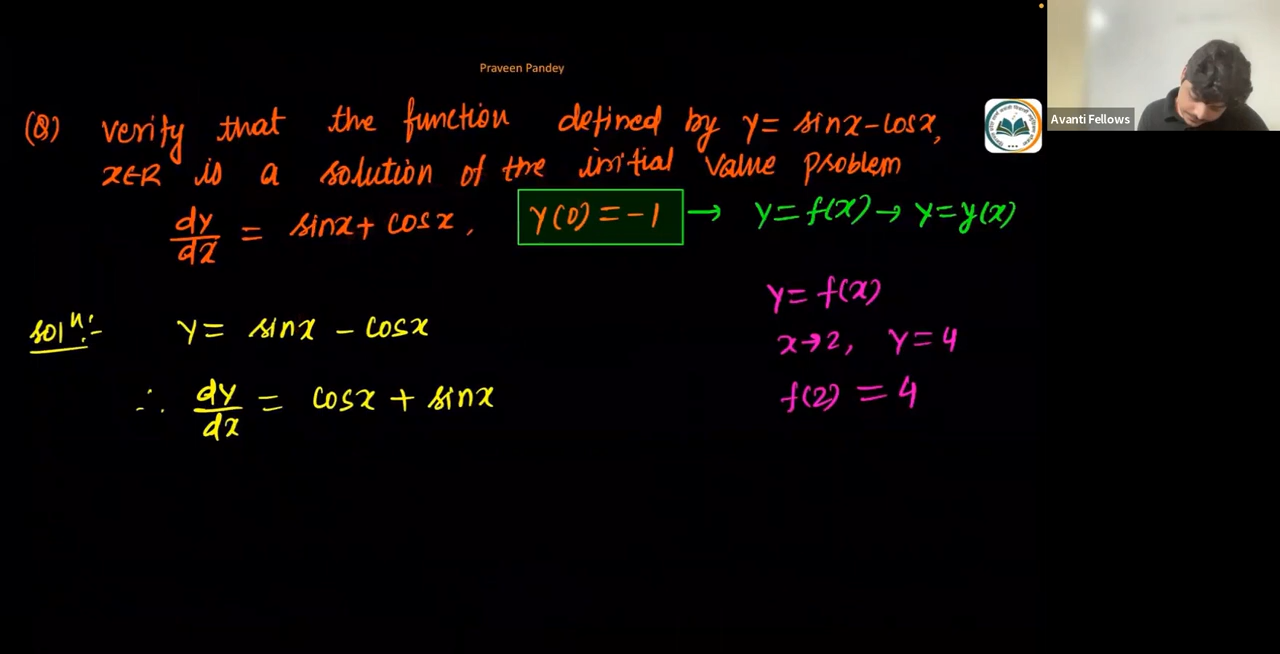 Praveen Pandey
Avanti Fellows
(Q) verify that the function defined by y = sinx - cosx,
x∈R is a solution of the initial value problem
dy/dx = sinx + cosx, y(0) = -1 → y = f(x) → y = y(x)
y = f(x)
solⁿ:- y = sinx - cosx
x → 2, y = 4
∴ dy/dx = cosx + sinx
f(2) = 4